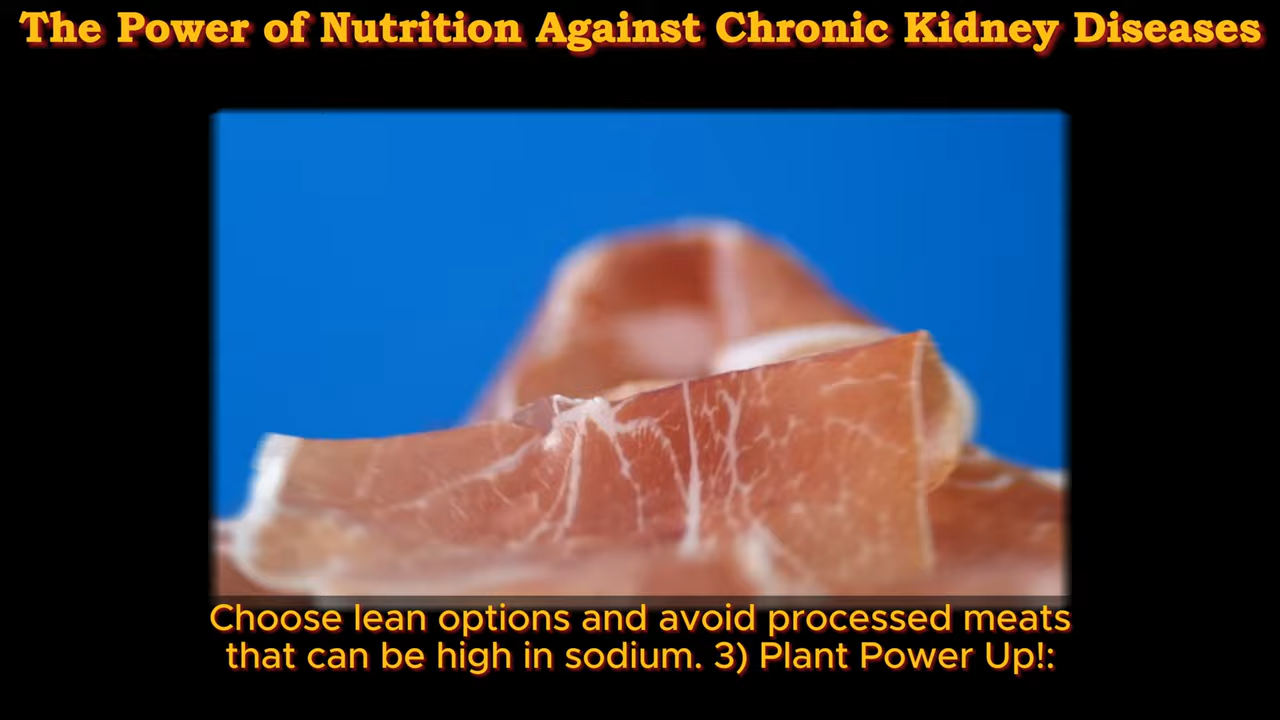 The Power of Nutrition Against Chronic Kidney Diseases
Choose lean options and avoid processed meats
that can be high in sodium. 3) Plant Power Up!: